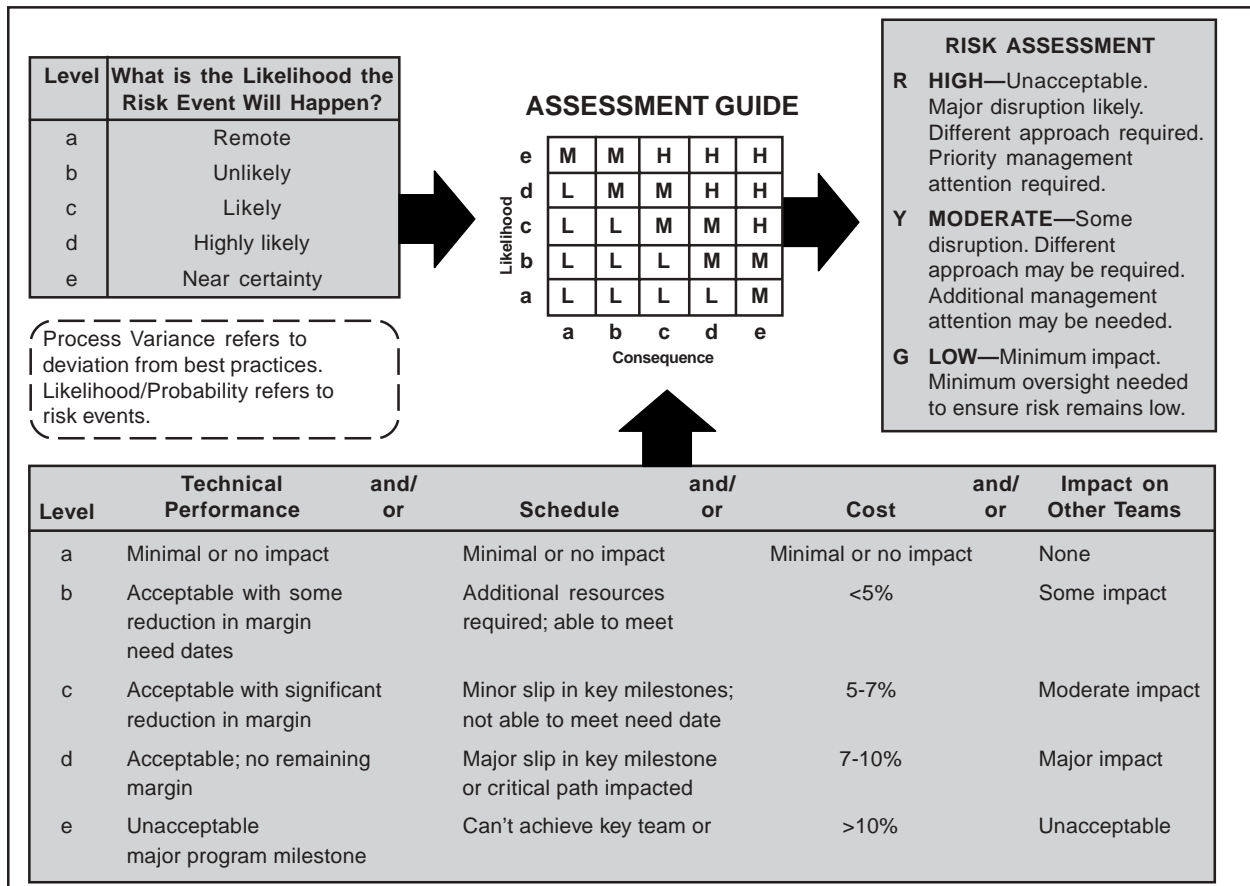 Level What is the Likelihood the
Risk Event Will Happen?
a Remote
b Unlikely
c Likely
d Highly likely
e Near certainty
Process Variance refers to
deviation from best practices.
Likelihood/Probability refers to
risk events.
ASSESSMENT GUIDE
Likelihood
e M M H H H
d L M M H H
c L L M M H
b L L L M M
a L L L L M
a b c d e
Consequence
RISK ASSESSMENT
R HIGH—Unacceptable.
Major disruption likely.
Different approach required.
Priority management
attention required.
Y MODERATE—Some
disruption. Different
approach may be required.
Additional management
attention may be needed.
G LOW—Minimum impact.
Minimum oversight needed
to ensure risk remains low.
Technical and/ and/ and/ Impact on
Level Performance or Schedule or Cost or Other Teams
a Minimal or no impact Minimal or no impact Minimal or no impact None
b Acceptable with some Additional resources <5% Some impact
reduction in margin required; able to meet
need dates
c Acceptable with significant Minor slip in key milestones; 5-7% Moderate impact
reduction in margin not able to meet need date
d Acceptable; no remaining Major slip in key milestone 7-10% Major impact
margin or critical path impacted
e Unacceptable Can't achieve key team or >10% Unacceptable
major program milestone